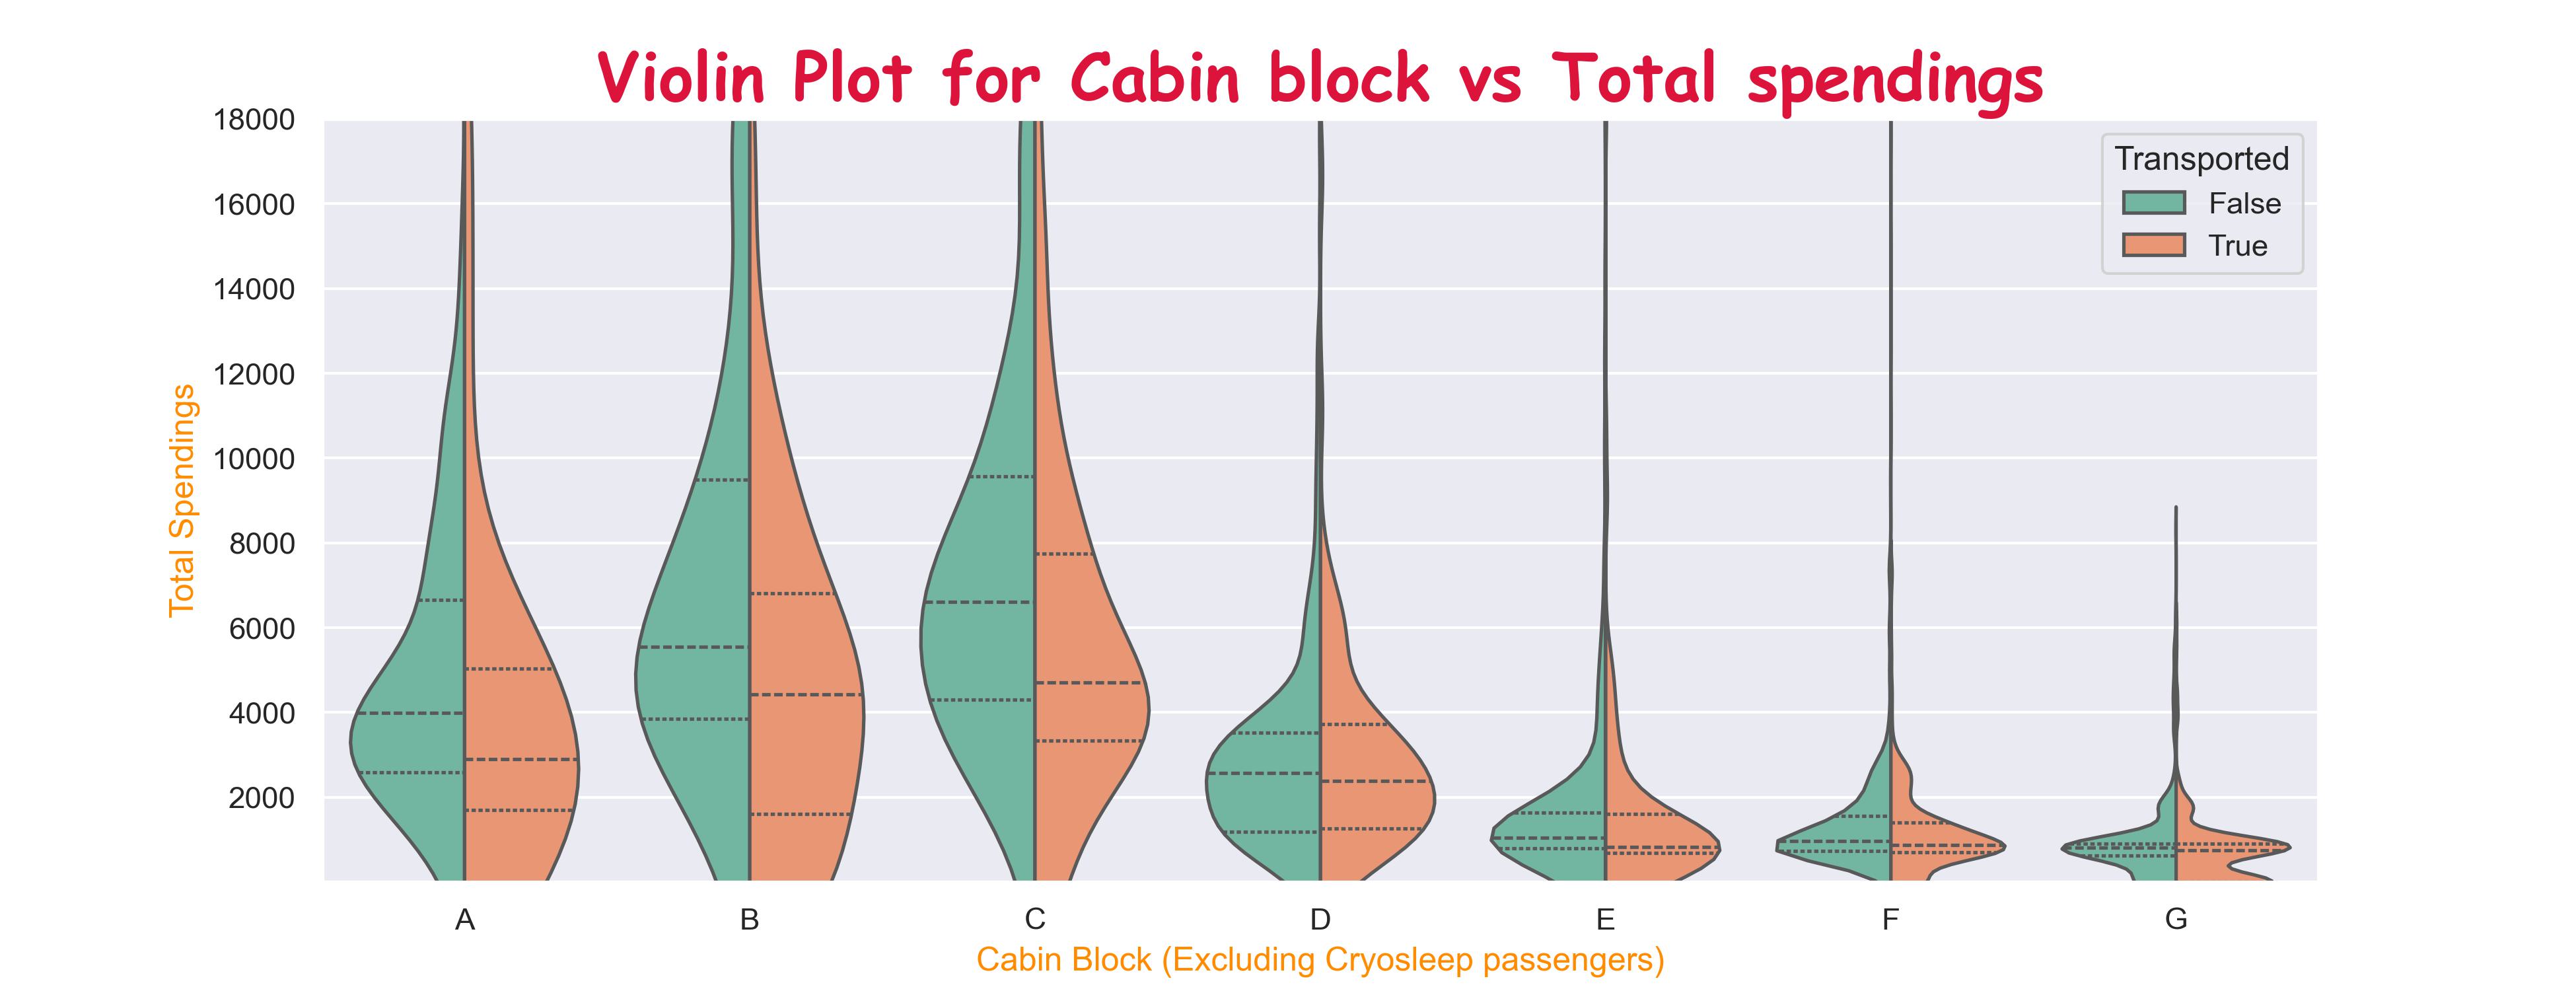 Violin Plot for Cabin block vs Total spendings
18000
16000
14000
12000
10000
8000
6000
4000
2000
Total Spendings
Transported
False
True
A B C D E F G
Cabin Block (Excluding Cryosleep passengers)